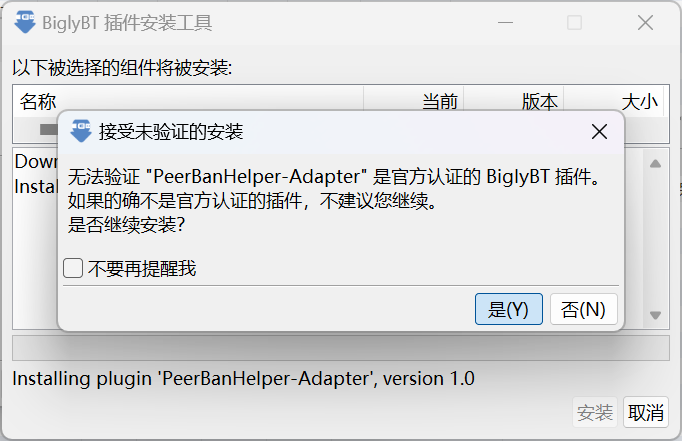 BiglyBT 插件安装工具
以下被选择的组件将被安装:
名称 当前 版本 大小
接受未验证的安装
无法验证 "PeerBanHelper-Adapter" 是官方认证的 BiglyBT 插件。
如果的确不是官方认证的插件，不建议您继续。
是否继续安装?
不要再提醒我
是(Y) 否(N)
Installing plugin 'PeerBanHelper-Adapter', version 1.0
安装 取消